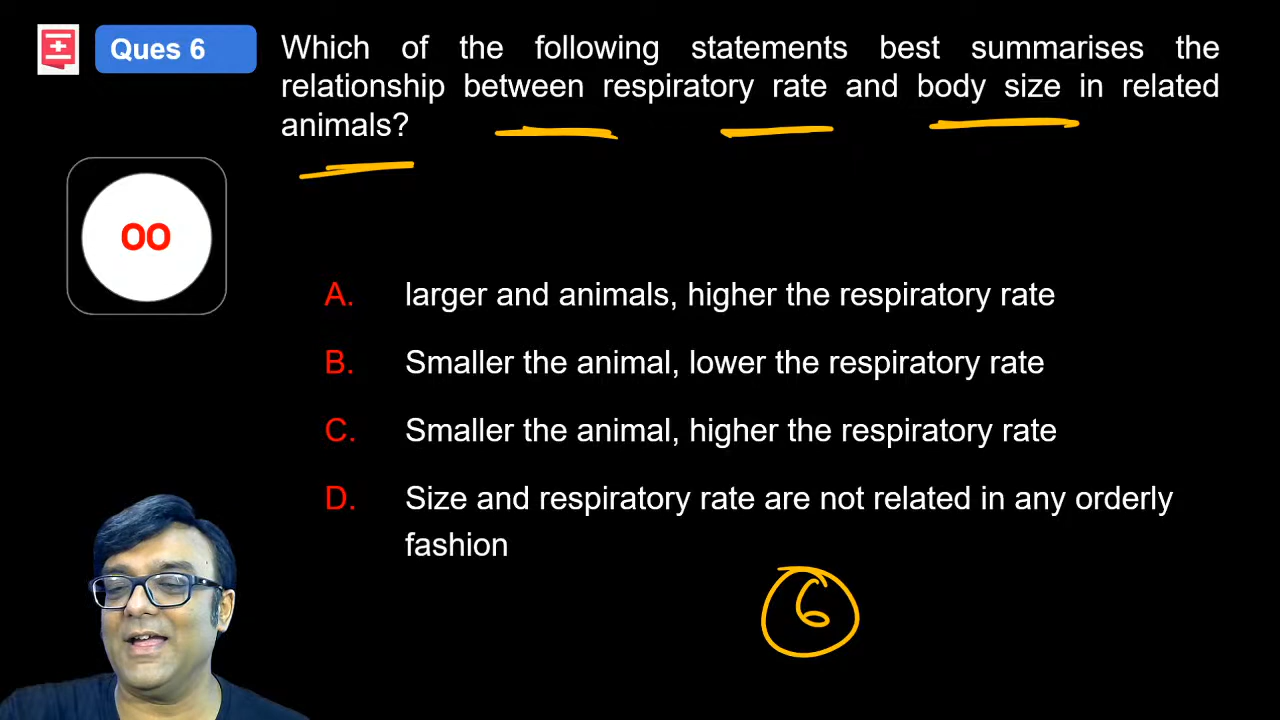 Ques 6
Which of the following statements best summarises the
relationship between respiratory rate and body size in related
animals?
00
A. larger and animals, higher the respiratory rate
B. Smaller the animal, lower the respiratory rate
C. Smaller the animal, higher the respiratory rate
D. Size and respiratory rate are not related in any orderly
fashion
6